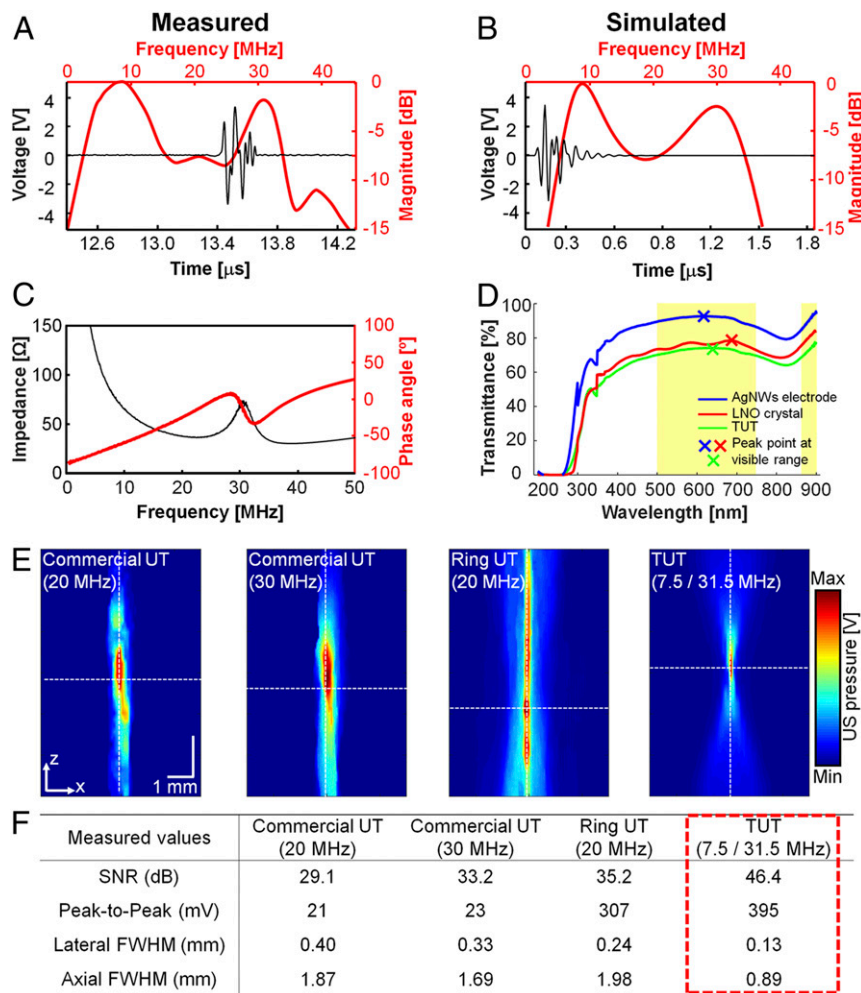 Measured
Simulated
A
B
Frequency [MHz]
Frequency [MHz]
0 10 20 30 40
0 10 20 30 40
Voltage [V]
4
2
0
-2
-4
0
-5
-10
-15
Magnitude [dB]
12.6 13.0 13.4 13.8 14.2
Time [μs]
Voltage [V]
4
2
0
-2
-4
0
-5
-10
-15
Magnitude [dB]
0 0.3 0.6 0.9 1.2 1.5 1.8
Time [μs]
C
Impedance [Ω]
150
100
50
0
100
50
0
-50
-100
Phase angle [º]
0 10 20 30 40 50
Frequency [MHz]
D
Transmittance [%]
100
80
60
40
20
0
AgNWs electrode
LNO crystal
TUT
Peak point at
visible range
200 300 400 500 600 700 800 900
Wavelength [nm]
E
Commercial UT
(20 MHz)
z
x
1 mm
Commercial UT
(30 MHz)
Ring UT
(20 MHz)
TUT
(7.5 / 31.5 MHz)
Max
US pressure [V]
Min
F
Measured values
Commercial UT
(20 MHz)
Commercial UT
(30 MHz)
Ring UT
(20 MHz)
TUT
(7.5 / 31.5 MHz)
SNR (dB) 29.1 33.2 35.2 46.4
Peak-to-Peak (mV) 21 23 307 395
Lateral FWHM (mm) 0.40 0.33 0.24 0.13
Axial FWHM (mm) 1.87 1.69 1.98 0.89